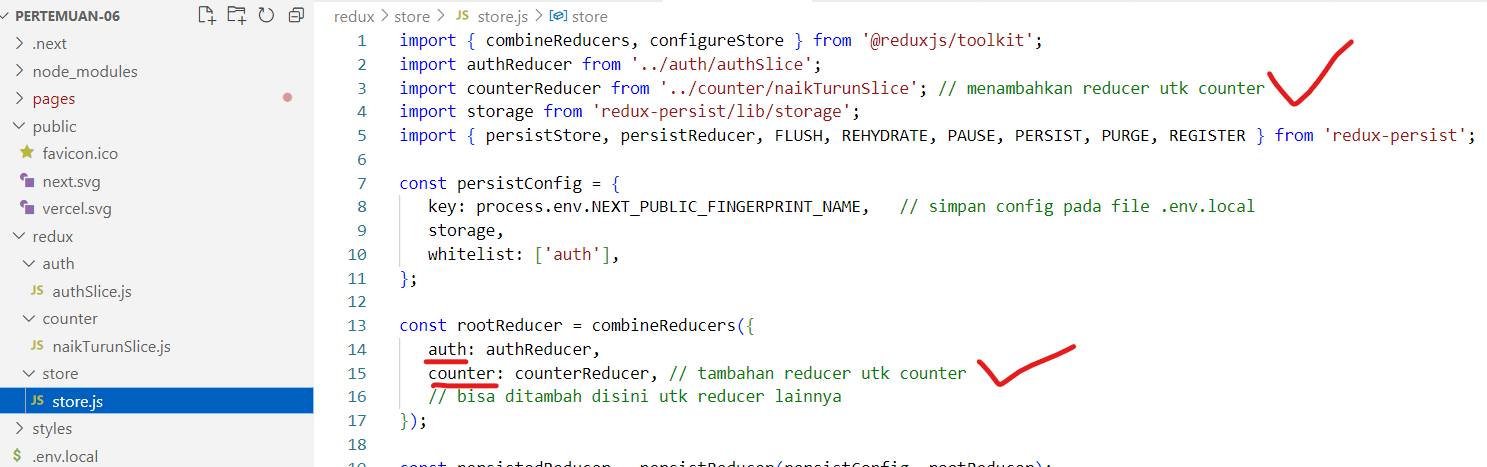 PERTEMUAN-06
.next
node_modules
pages
public
favicon.ico
next.svg
vercel.svg
redux
auth
JS authSlice.js
counter
JS naikTurunSlice.js
store
JS store.js
styles
$ .env.local
redux > store > JS store.js > store
1 import { combineReducers, configureStore } from '@reduxjs/toolkit';
2 import authReducer from '../auth/authSlice';
3 import counterReducer from '../counter/naikTurunSlice'; // menambahkan reducer utk counter
4 import storage from 'redux-persist/lib/storage';
5 import { persistStore, persistReducer, FLUSH, REHYDRATE, PAUSE, PERSIST, PURGE, REGISTER } from 'redux-persist';
6
7 const persistConfig = {
8 key: process.env.NEXT_PUBLIC_FINGERPRINT_NAME, // simpan config pada file .env.local
9 storage,
10 whitelist: ['auth'],
11 };
12
13 const rootReducer = combineReducers({
14 auth: authReducer,
15 counter: counterReducer, // tambahan reducer utk counter
16 // bisa ditambah disini utk reducer lainnya
17 });
18
19 const persistedReducer = persistReducer(persistConfig, rootReducer);